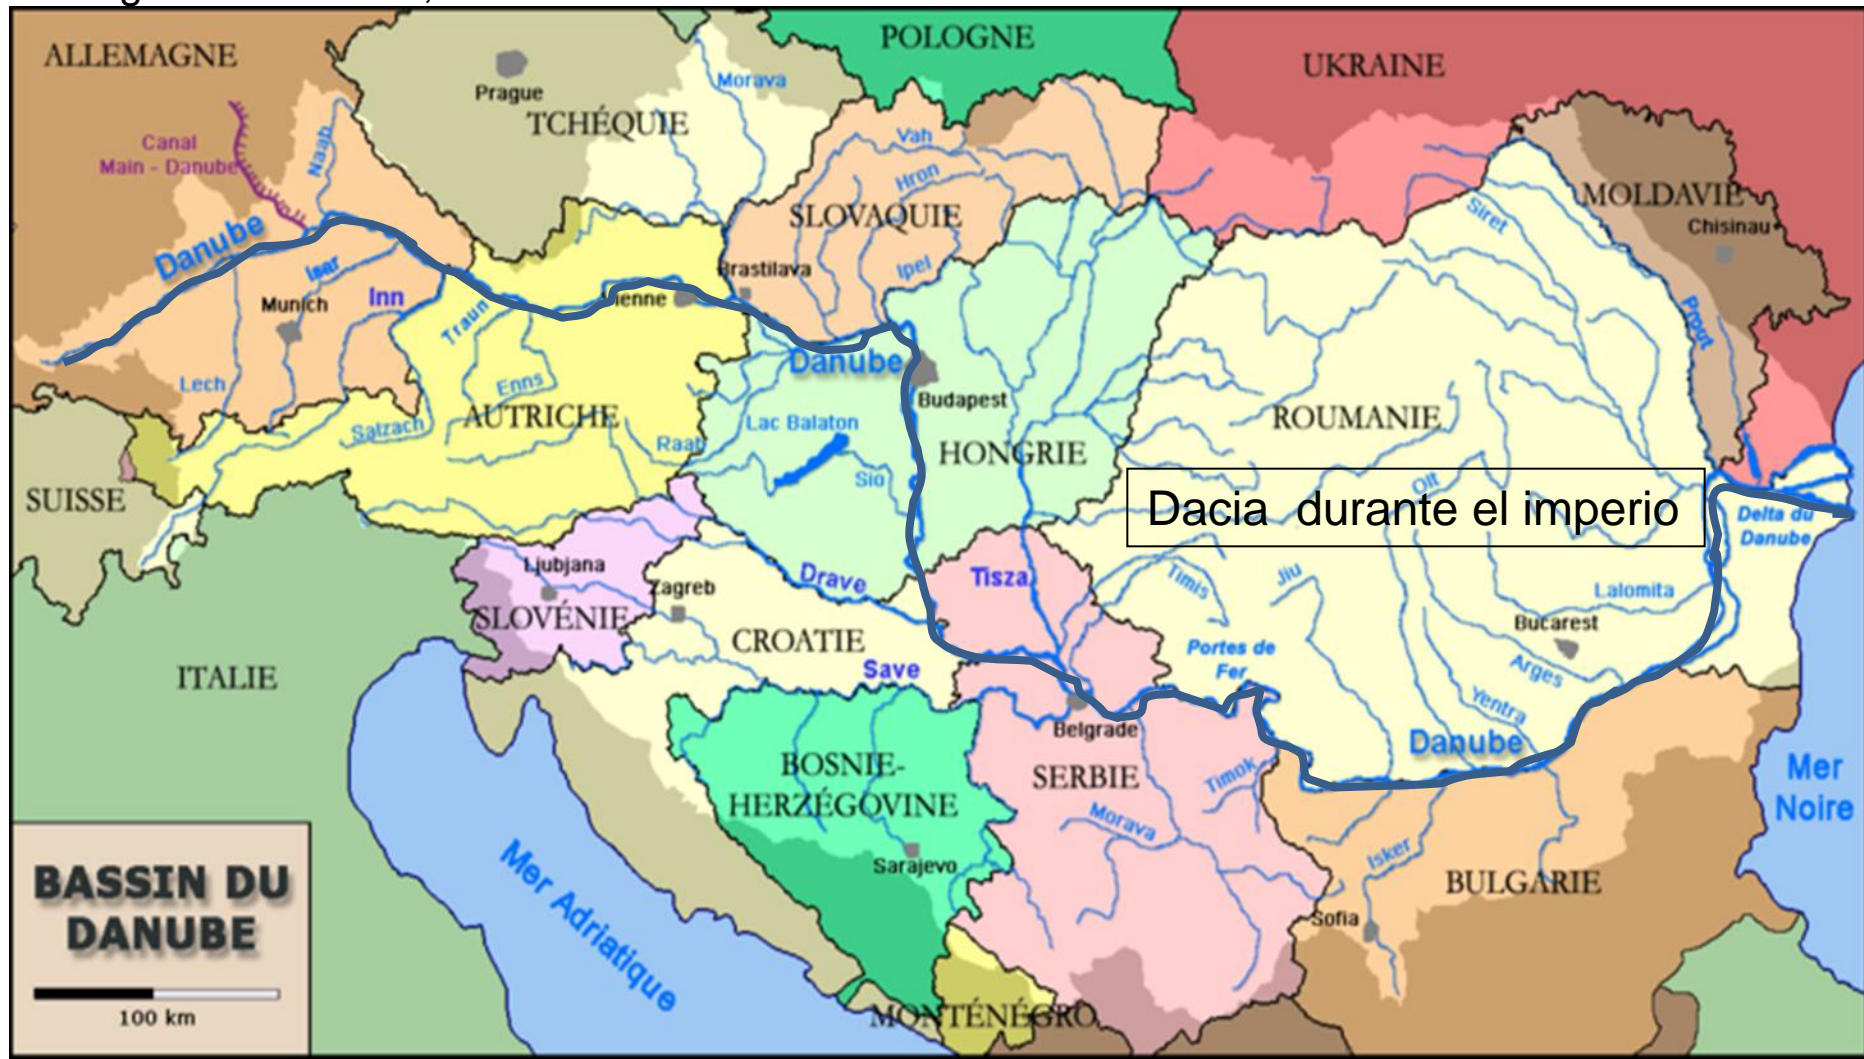 ALLEMAGNE
POLOGNE
UKRAINE
Prague
Morava
TCHÉQUIE
Canal
Main - Danube
Naab
Vah
Hron
SLOVAQUIE
MOLDAVIE
Chisinau
Siret
Danube
Isar
Inn
Munich
Traun
Vienne
Brastilava
Ipel
Prout
Lech
Enns
Danube
Budapest
Salzach
AUTRICHE
Raab
Lac Balaton
Sio
HONGRIE
ROUMANIE
SUISSE
Olt
Dacia durante el imperio
Delta du
Danube
Ljubjana
Zagreb
Drave
Tisza
Timis
Jiu
Lalomita
SLOVÉNIE
CROATIE
Bucarest
ITALIE
Save
Portes de
Fer
Arges
Yentra
Belgrade
Danube
BOSNIE-
HERZÉGOVINE
SERBIE
Timok
Mer
Noire
Morava
Isker
Sarajevo
BULGARIE
Mer Adriatique
Sofia
BASSIN DU
DANUBE
100 km
MONTÉNÉGRO